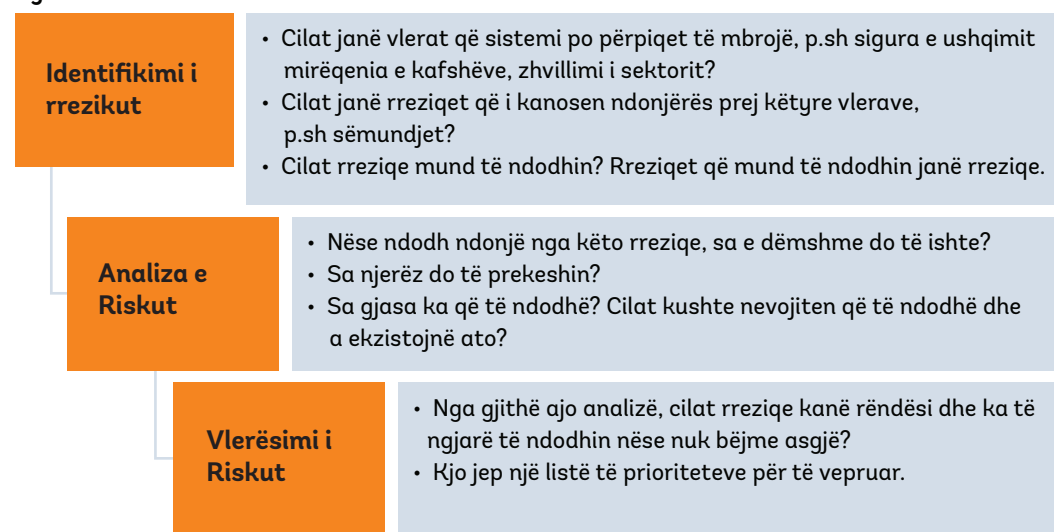 Identifikimi i
rrezikut
• Cilat janë vlerat që sistemi po përpiqet të mbrojë, p.sh sigura e ushqimit
mirëqenia e kafshëve, zhvillimi i sektorit?
• Cilat janë rreziqet që i kanosen ndonjërës prej këtyre vlerave,
p.sh sëmundjet?
• Cilat rreziqe mund të ndodhin? Rreziqet që mund të ndodhin janë rreziqe.
Analiza e
Riskut
• Nëse ndodh ndonjë nga këto rreziqe, sa e dëmshme do të ishte?
• Sa njerëz do të prekeshin?
• Sa gjasa ka që të ndodhë? Cilat kushte nevojiten që të ndodhë dhe
a ekzistojnë ato?
Vlerësimi i
Riskut
• Nga gjithë ajo analizë, cilat rreziqe kanë rëndësi dhe ka të
ngjarë të ndodhin nëse nuk bëjme asgjë?
• Kjo jep një listë të prioriteteve për të vepruar.